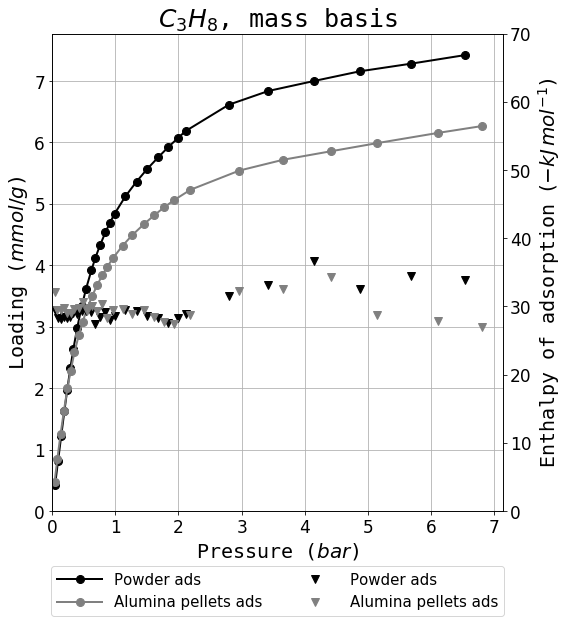 C₃H₈, mass basis
Loading (mmol/g)
7
6
5
4
3
2
1
0
70
60
50
40
30
20
10
0
Enthalpy of adsorption (−kJ mol⁻¹)
0 1 2 3 4 5 6 7
Pressure (bar)
Powder ads Powder ads
Alumina pellets ads Alumina pellets ads